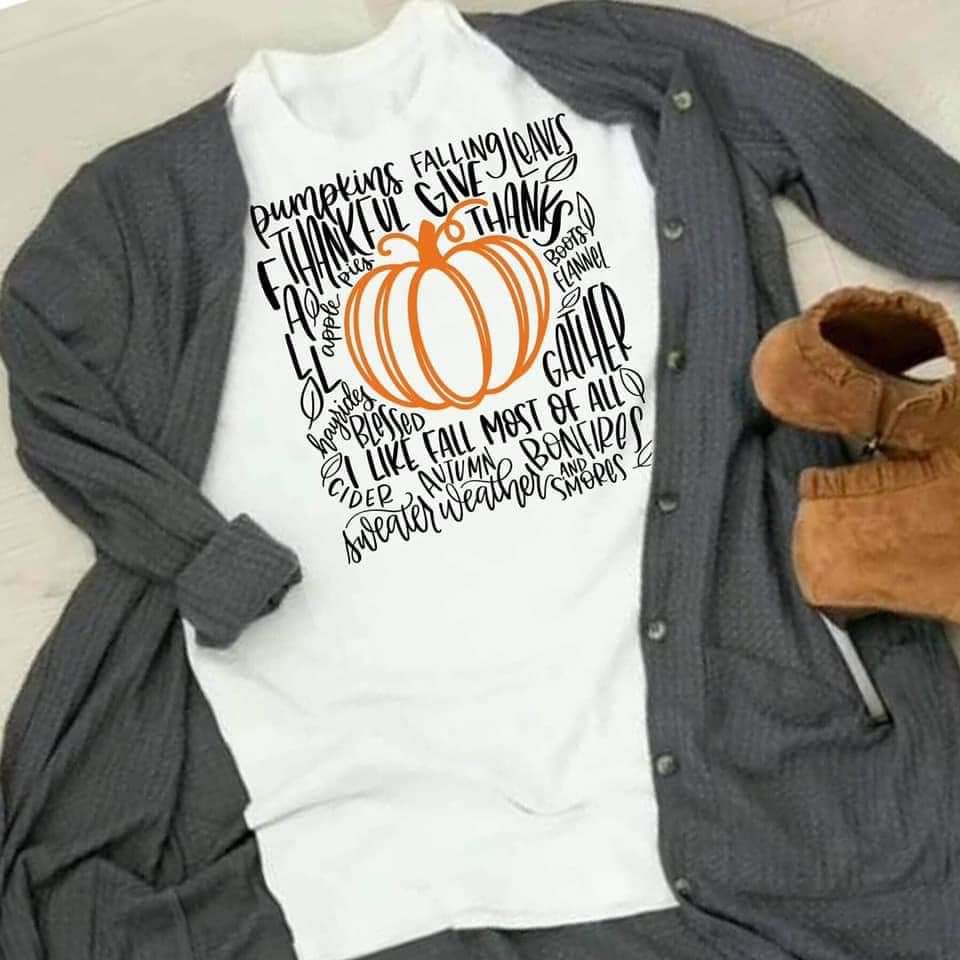 pumpkins FALLING LEAVES
THANKFUL GIVE
THANKS
FALL
apple pies
BOOTS
FLANNEL
GATHER
hayrides
BLESSED
I LIKE FALL MOST OF ALL
CIDER AUTUMN BONFIRES
sweater weather AND
SMORES